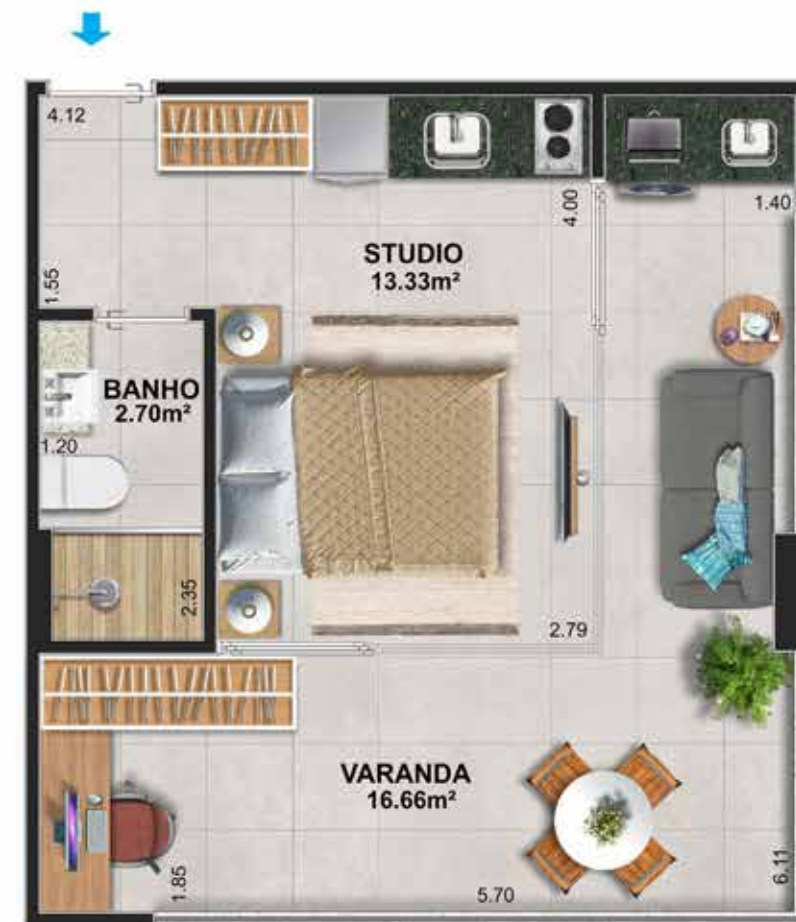 4.12
4.00
1.40
STUDIO
13.33m²
1.55
BANHO
2.70m²
1.20
2.35
2.79
VARANDA
16.66m²
1.85
5.70
6.11